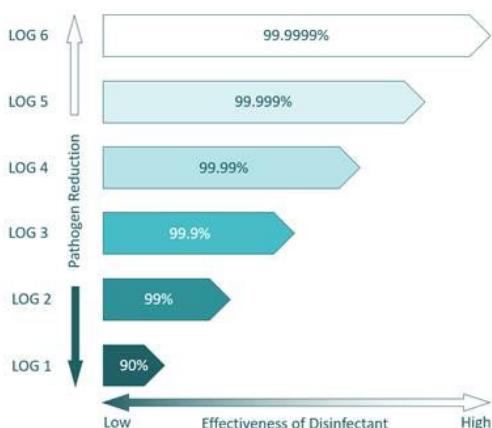 LOG 6
99.9999%
LOG 5
99.999%
LOG 4
99.99%
Pathogen Reduction
LOG 3
99.9%
LOG 2
99%
LOG 1
90%
Low
Effectiveness of Disinfectant
High